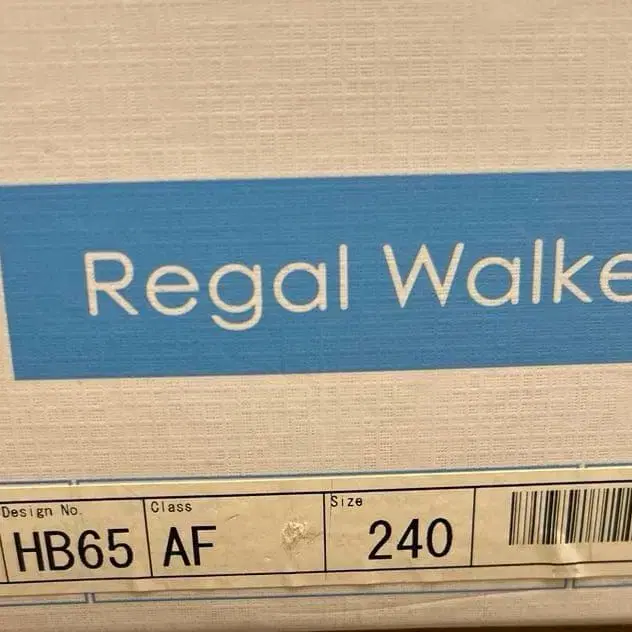 Regal Walke
Design No. Class Size
HB65 AF 240